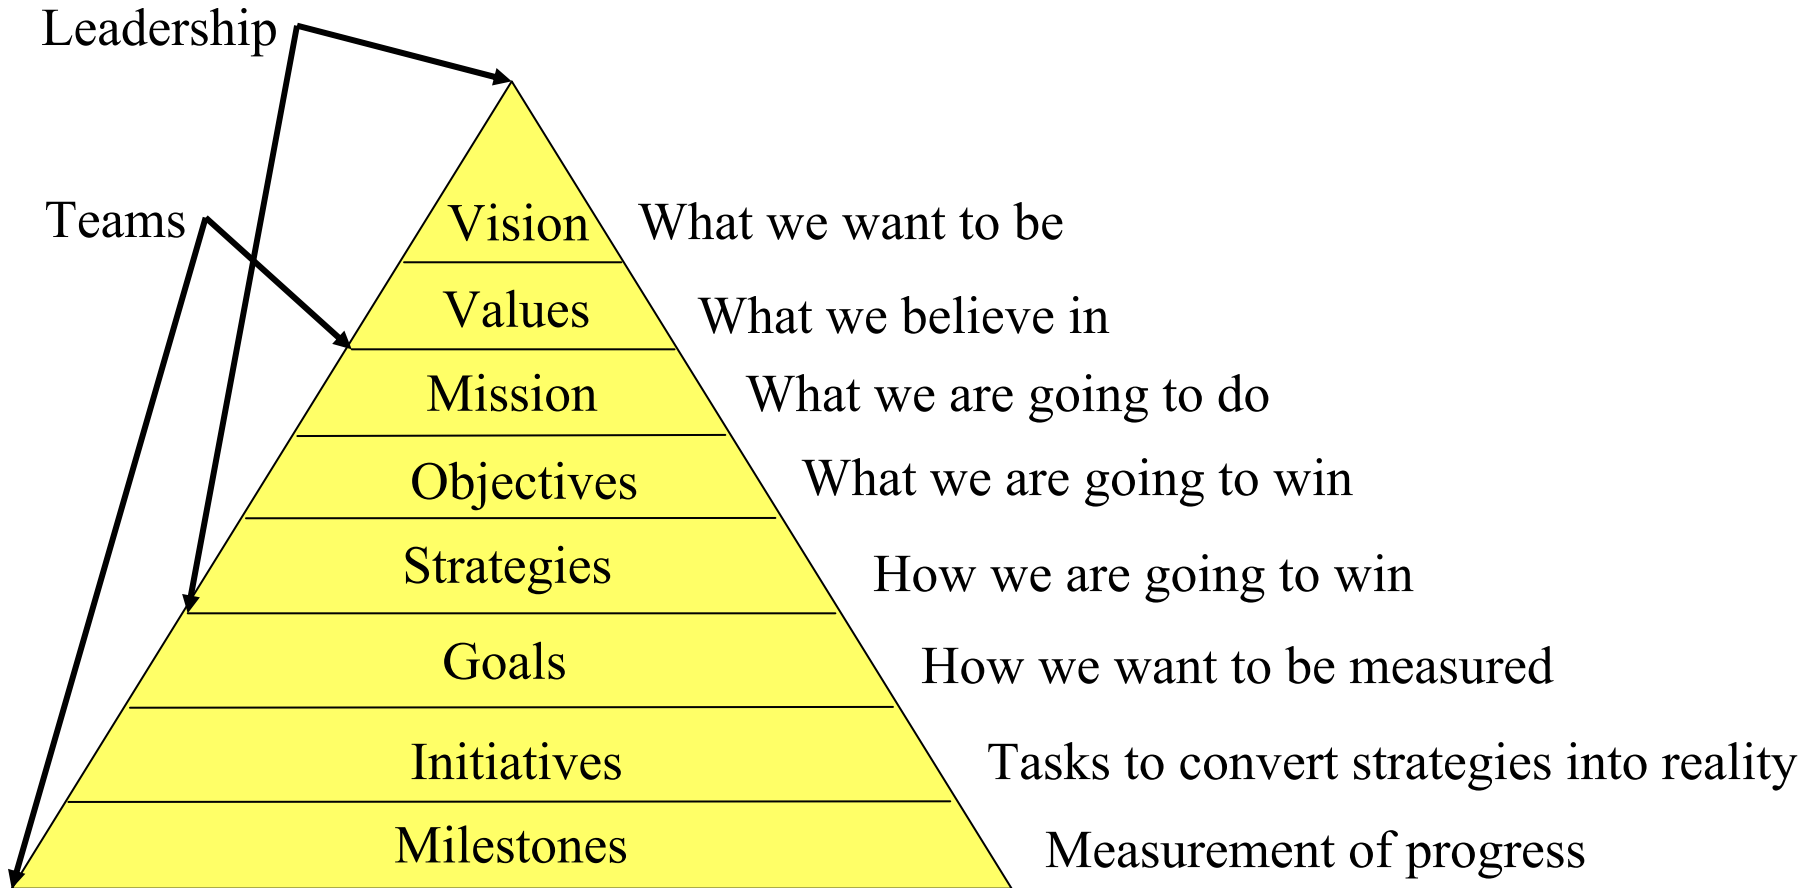 Leadership
Teams
Vision What we want to be
Values What we believe in
Mission What we are going to do
Objectives What we are going to win
Strategies How we are going to win
Goals How we want to be measured
Initiatives Tasks to convert strategies into reality
Milestones Measurement of progress